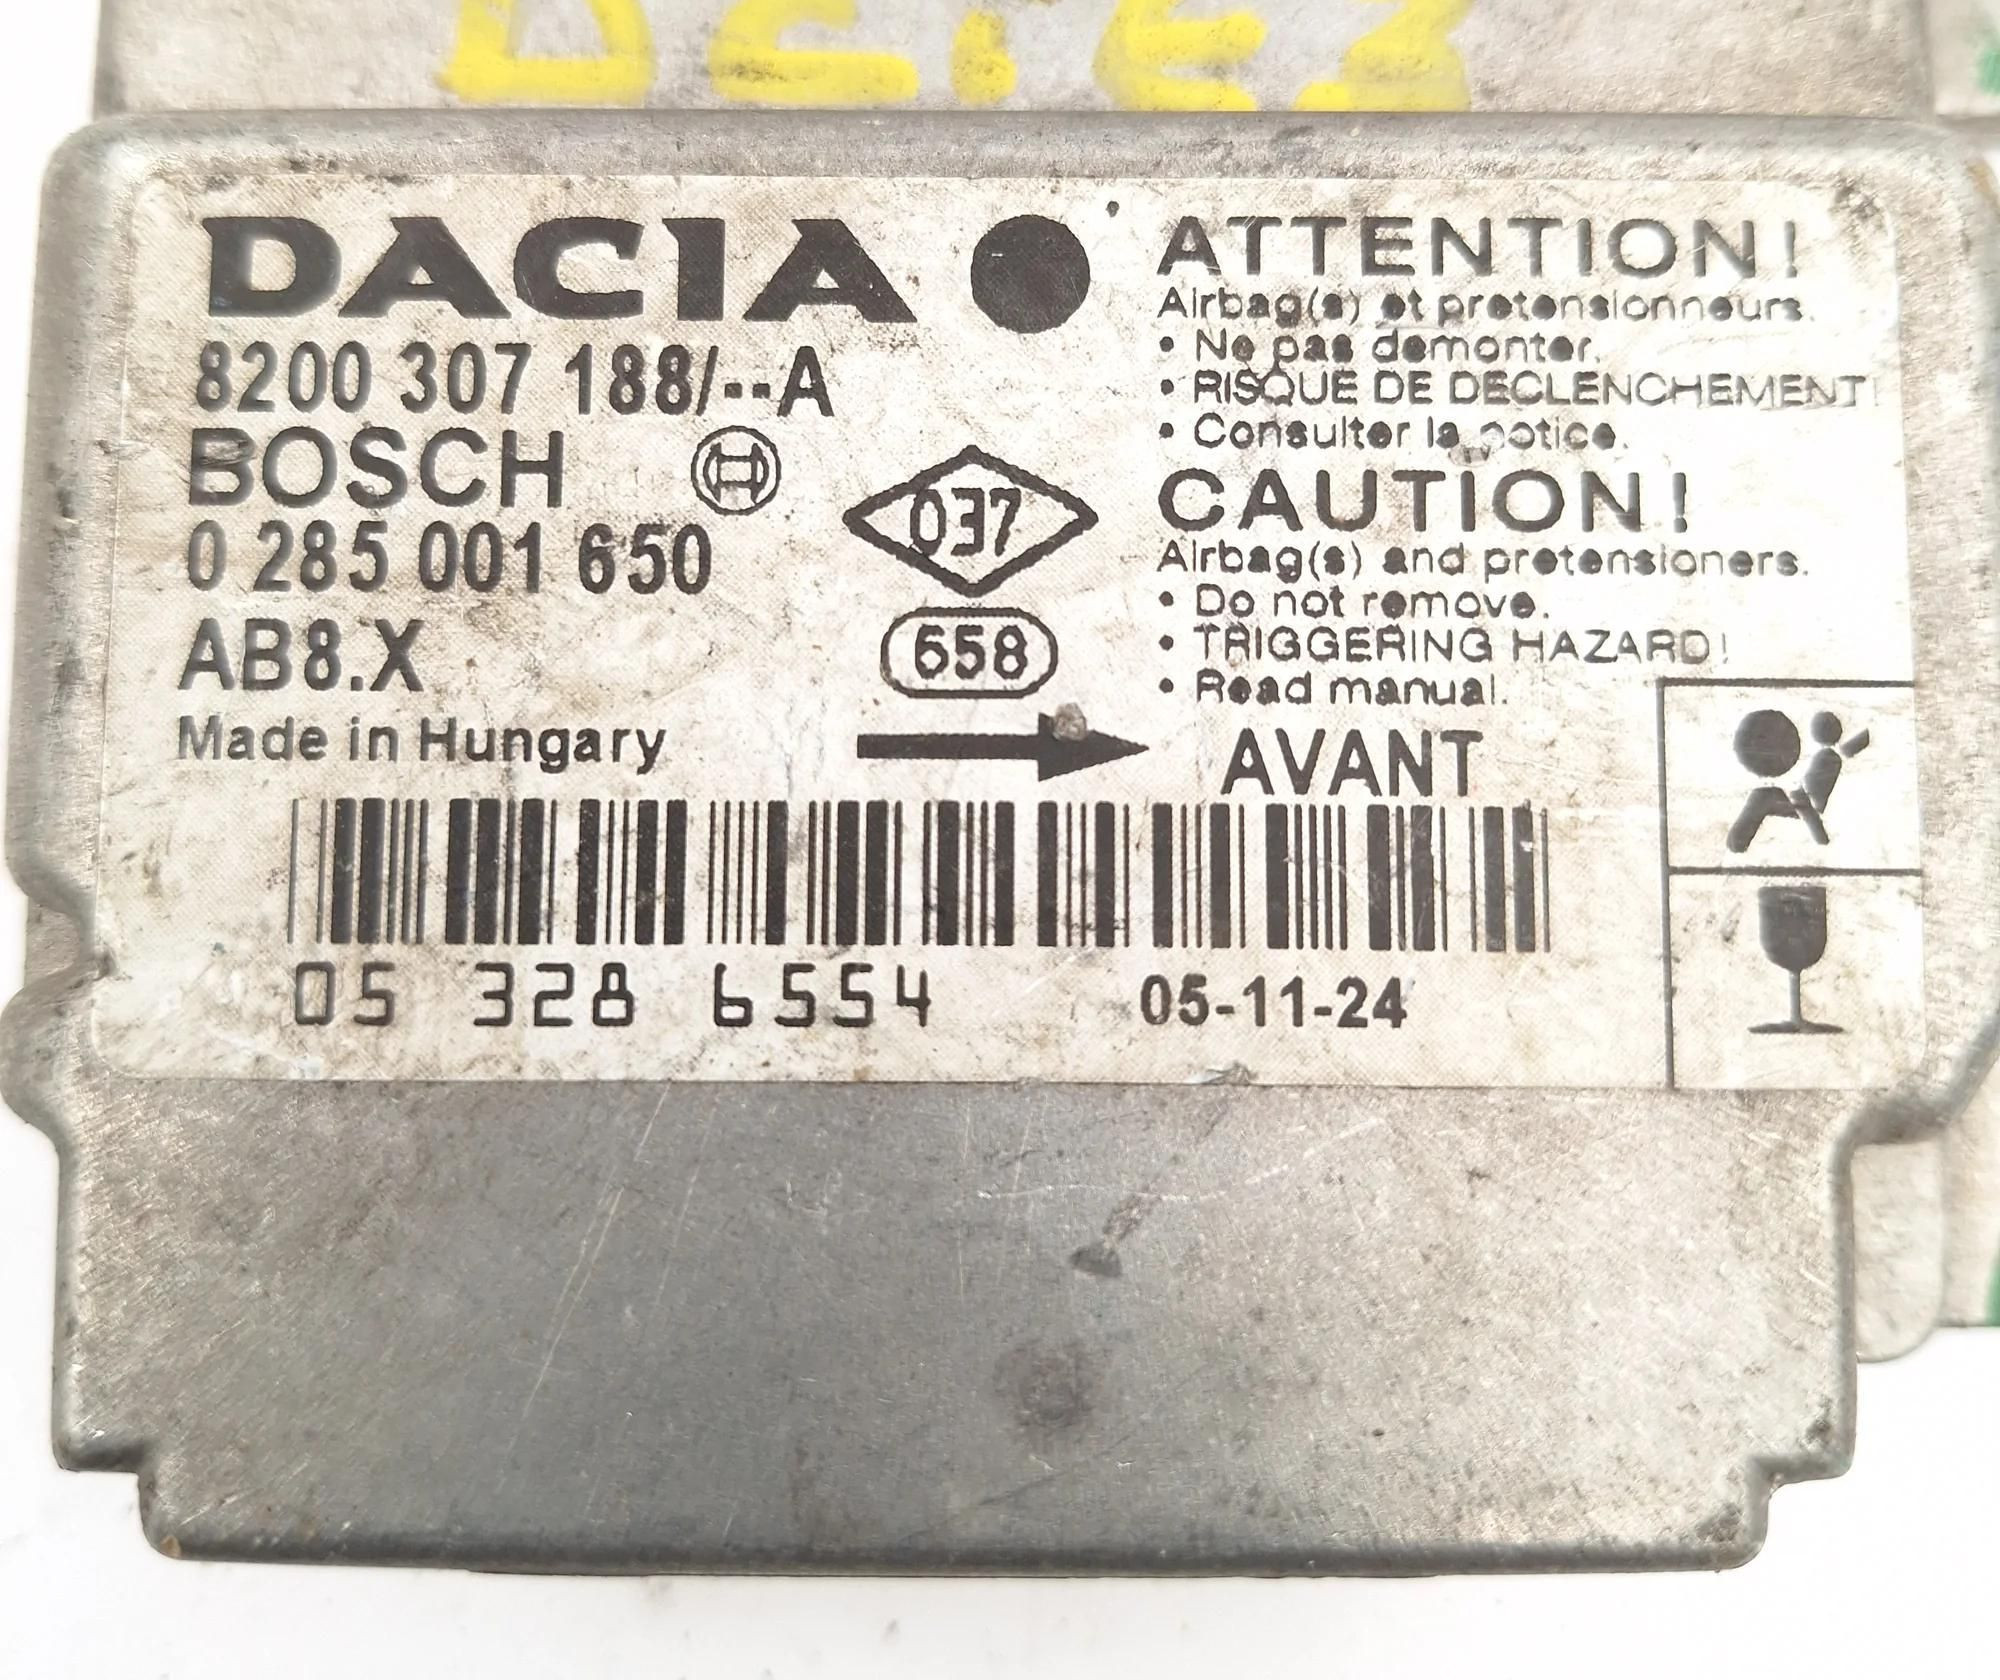 DACIA
8200 307 188/--A
BOSCH
0 285 001 650
AB8.X
Made in Hungary
037
658
ATTENTION!
Airbag(s) et pretensionneurs.
• Ne pas demonter.
• RISQUE DE DECLENCHEMENT!
• Consulter la notice.
CAUTION!
Airbag(s) and pretensioners.
• Do not remove.
• TRIGGERING HAZARD!
• Read manual.
AVANT
05 328 6554
05-11-24